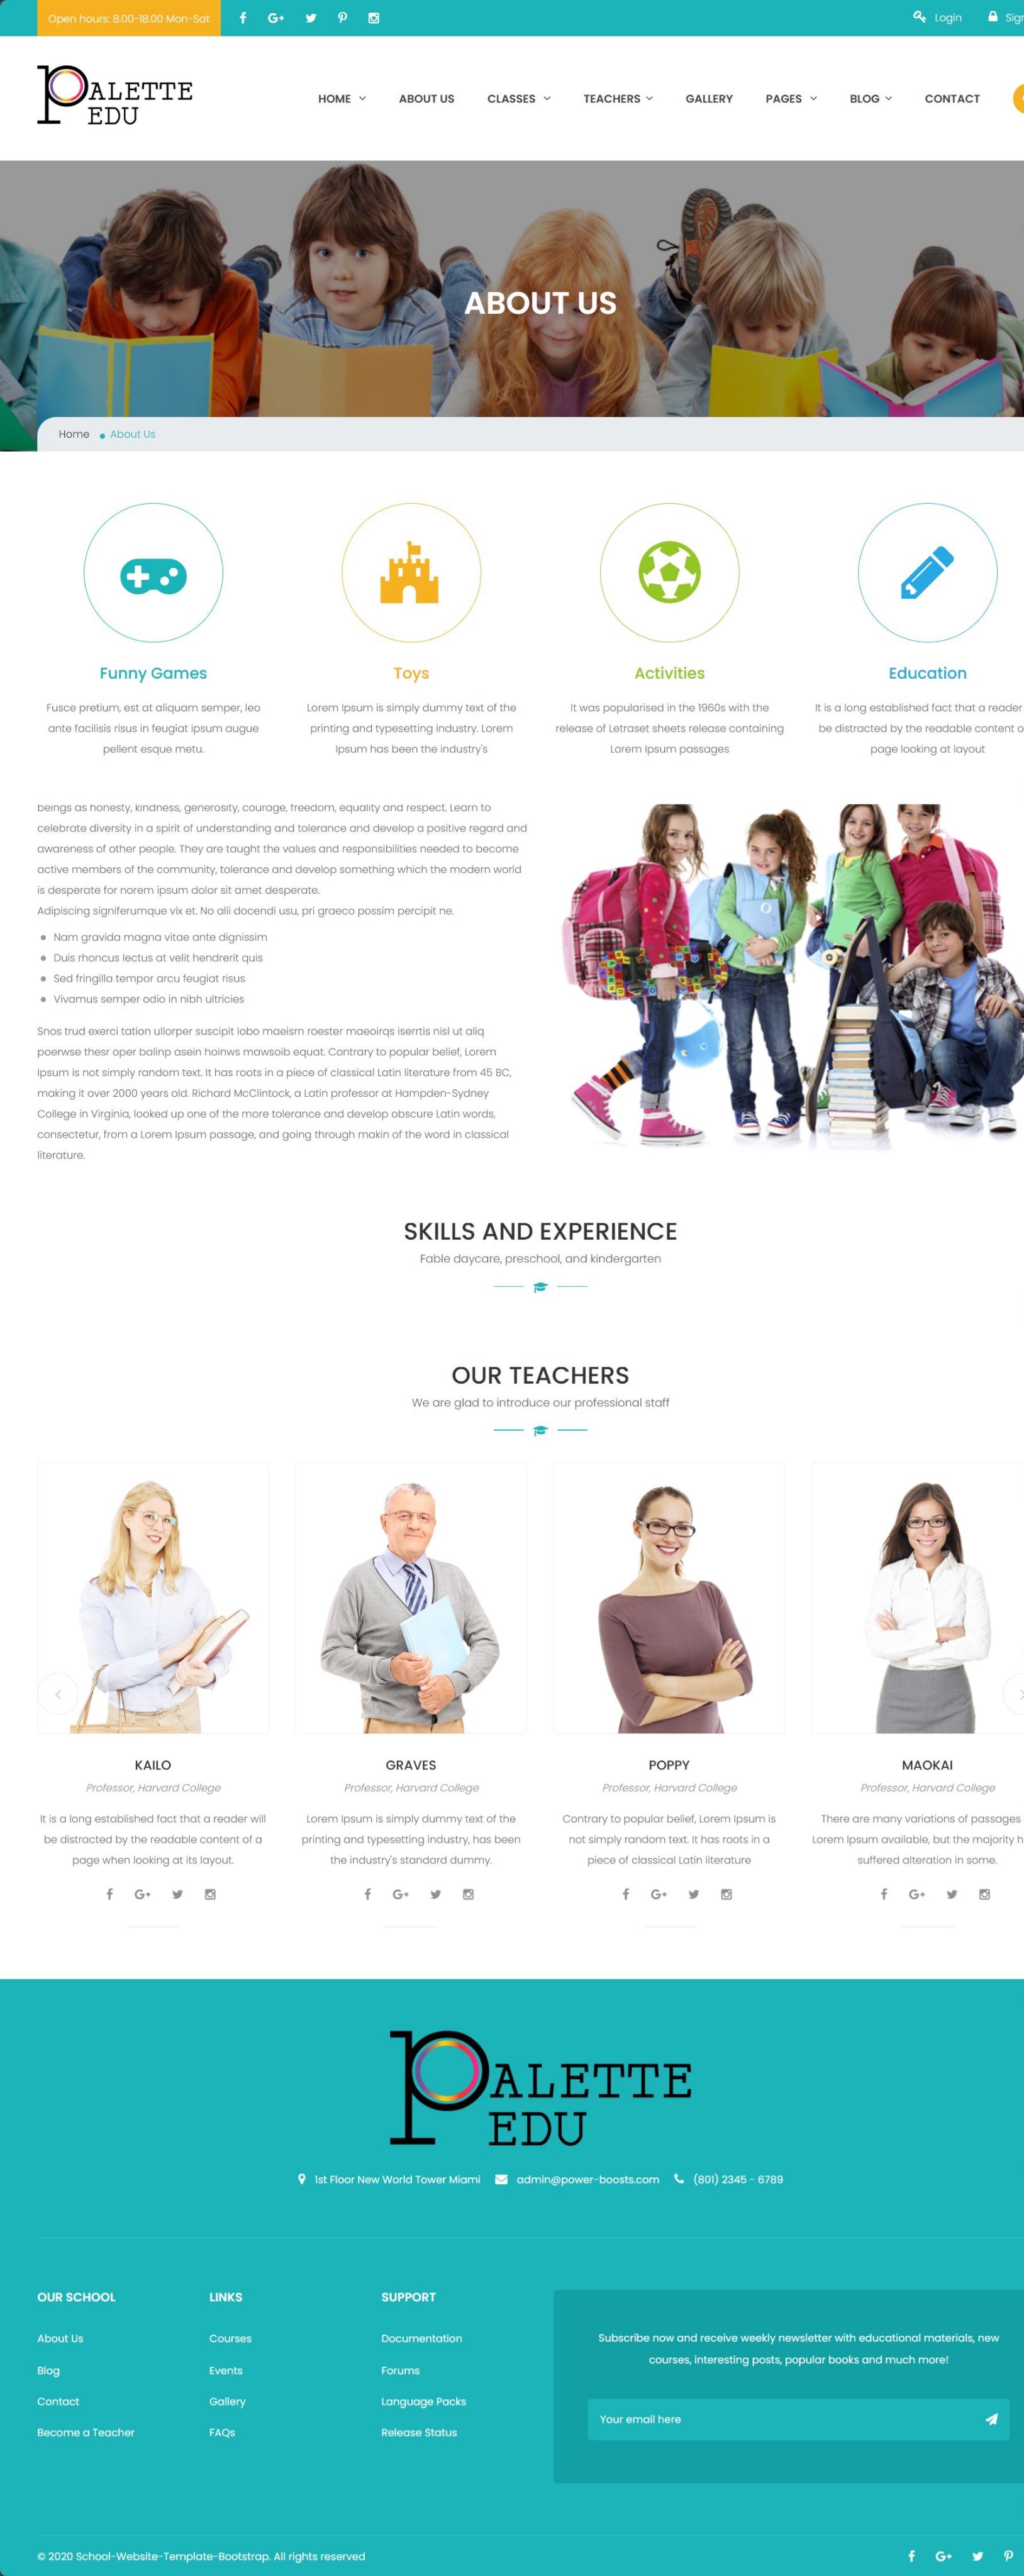 Open hours: 8.00-18.00 Mon-Sat
Login
PALETTE
EDU
HOME
ABOUT US
CLASSES
TEACHERS
GALLERY
PAGES
BLOG
CONTACT
ABOUT US
Home
About Us
Funny Games
Fusce pretium, est at aliquam semper, leo
ante facilisis risus in feugiat ipsum augue
pellent esque metu.
Toys
Lorem Ipsum is simply dummy text of the
printing and typesetting industry. Lorem
Ipsum has been the industry's
Activities
It was popularised in the 1960s with the
release of Letraset sheets release containing
Lorem Ipsum passages
Education
It is a long established fact that a reader
be distracted by the readable content
page looking at layout
beings as honesty, kindness, generosity, courage, freedom, equality and respect. Learn to
celebrate diversity in a spirit of understanding and tolerance and develop a positive regard and
awareness of other people. They are taught the values and responsibilities needed to become
active members of the community, tolerance and develop something which the modern world
is desperate for norem ipsum dolor sit amet desperate.
Adipiscing signiferumque vix et. No alii docendi usu, pri graeco possim percipit ne.
Nam gravida magna vitae ante dignissim
Duis rhoncus lectus at velit hendrerit quis
Sed fringilla tempor arcu feugiat risus
Vivamus semper odio in nibh ultricies
Snos trud exerci tation ullorper suscipit lobo maeisrn roester maeoirqs iserrtis nisl ut aliq
poerwse thesr oper balinp asein hoinws mawsoib equat. Contrary to popular belief, Lorem
Ipsum is not simply random text. It has roots in a piece of classical Latin literature from 45 BC,
making it over 2000 years old. Richard McClintock, a Latin professor at Hampden-Sydney
College in Virginia, looked up one of the more tolerance and develop obscure Latin words,
consectetur, from a Lorem Ipsum passage, and going through makin of the word in classical
literature.
SKILLS AND EXPERIENCE
Fable daycare, preschool, and kindergarten
OUR TEACHERS
We are glad to introduce our professional staff
KAILO
Professor, Harvard College
It is a long established fact that a reader will
be distracted by the readable content of a
page when looking at its layout.
GRAVES
Professor, Harvard College
Lorem Ipsum is simply dummy text of the
printing and typesetting industry, has been
the industry's standard dummy.
POPPY
Professor, Harvard College
Contrary to popular belief, Lorem Ipsum is
not simply random text. It has roots in a
piece of classical Latin literature
MAOKAI
Professor, Harvard College
There are many variations of passages
Lorem Ipsum available, but the majority
suffered alteration in some.
PALETTE
EDU
1st Floor New World Tower Miami
admin@power-boosts.com
(801) 2345 - 6789
OUR SCHOOL
About Us
Blog
Contact
Become a Teacher
LINKS
Courses
Events
Gallery
FAQs
SUPPORT
Documentation
Forums
Language Packs
Release Status
Subscribe now and receive weekly newsletter with educational materials, new
courses, interesting posts, popular books and much more!
Your email here
© 2020 School-Website-Template-Bootstrap. All rights reserved